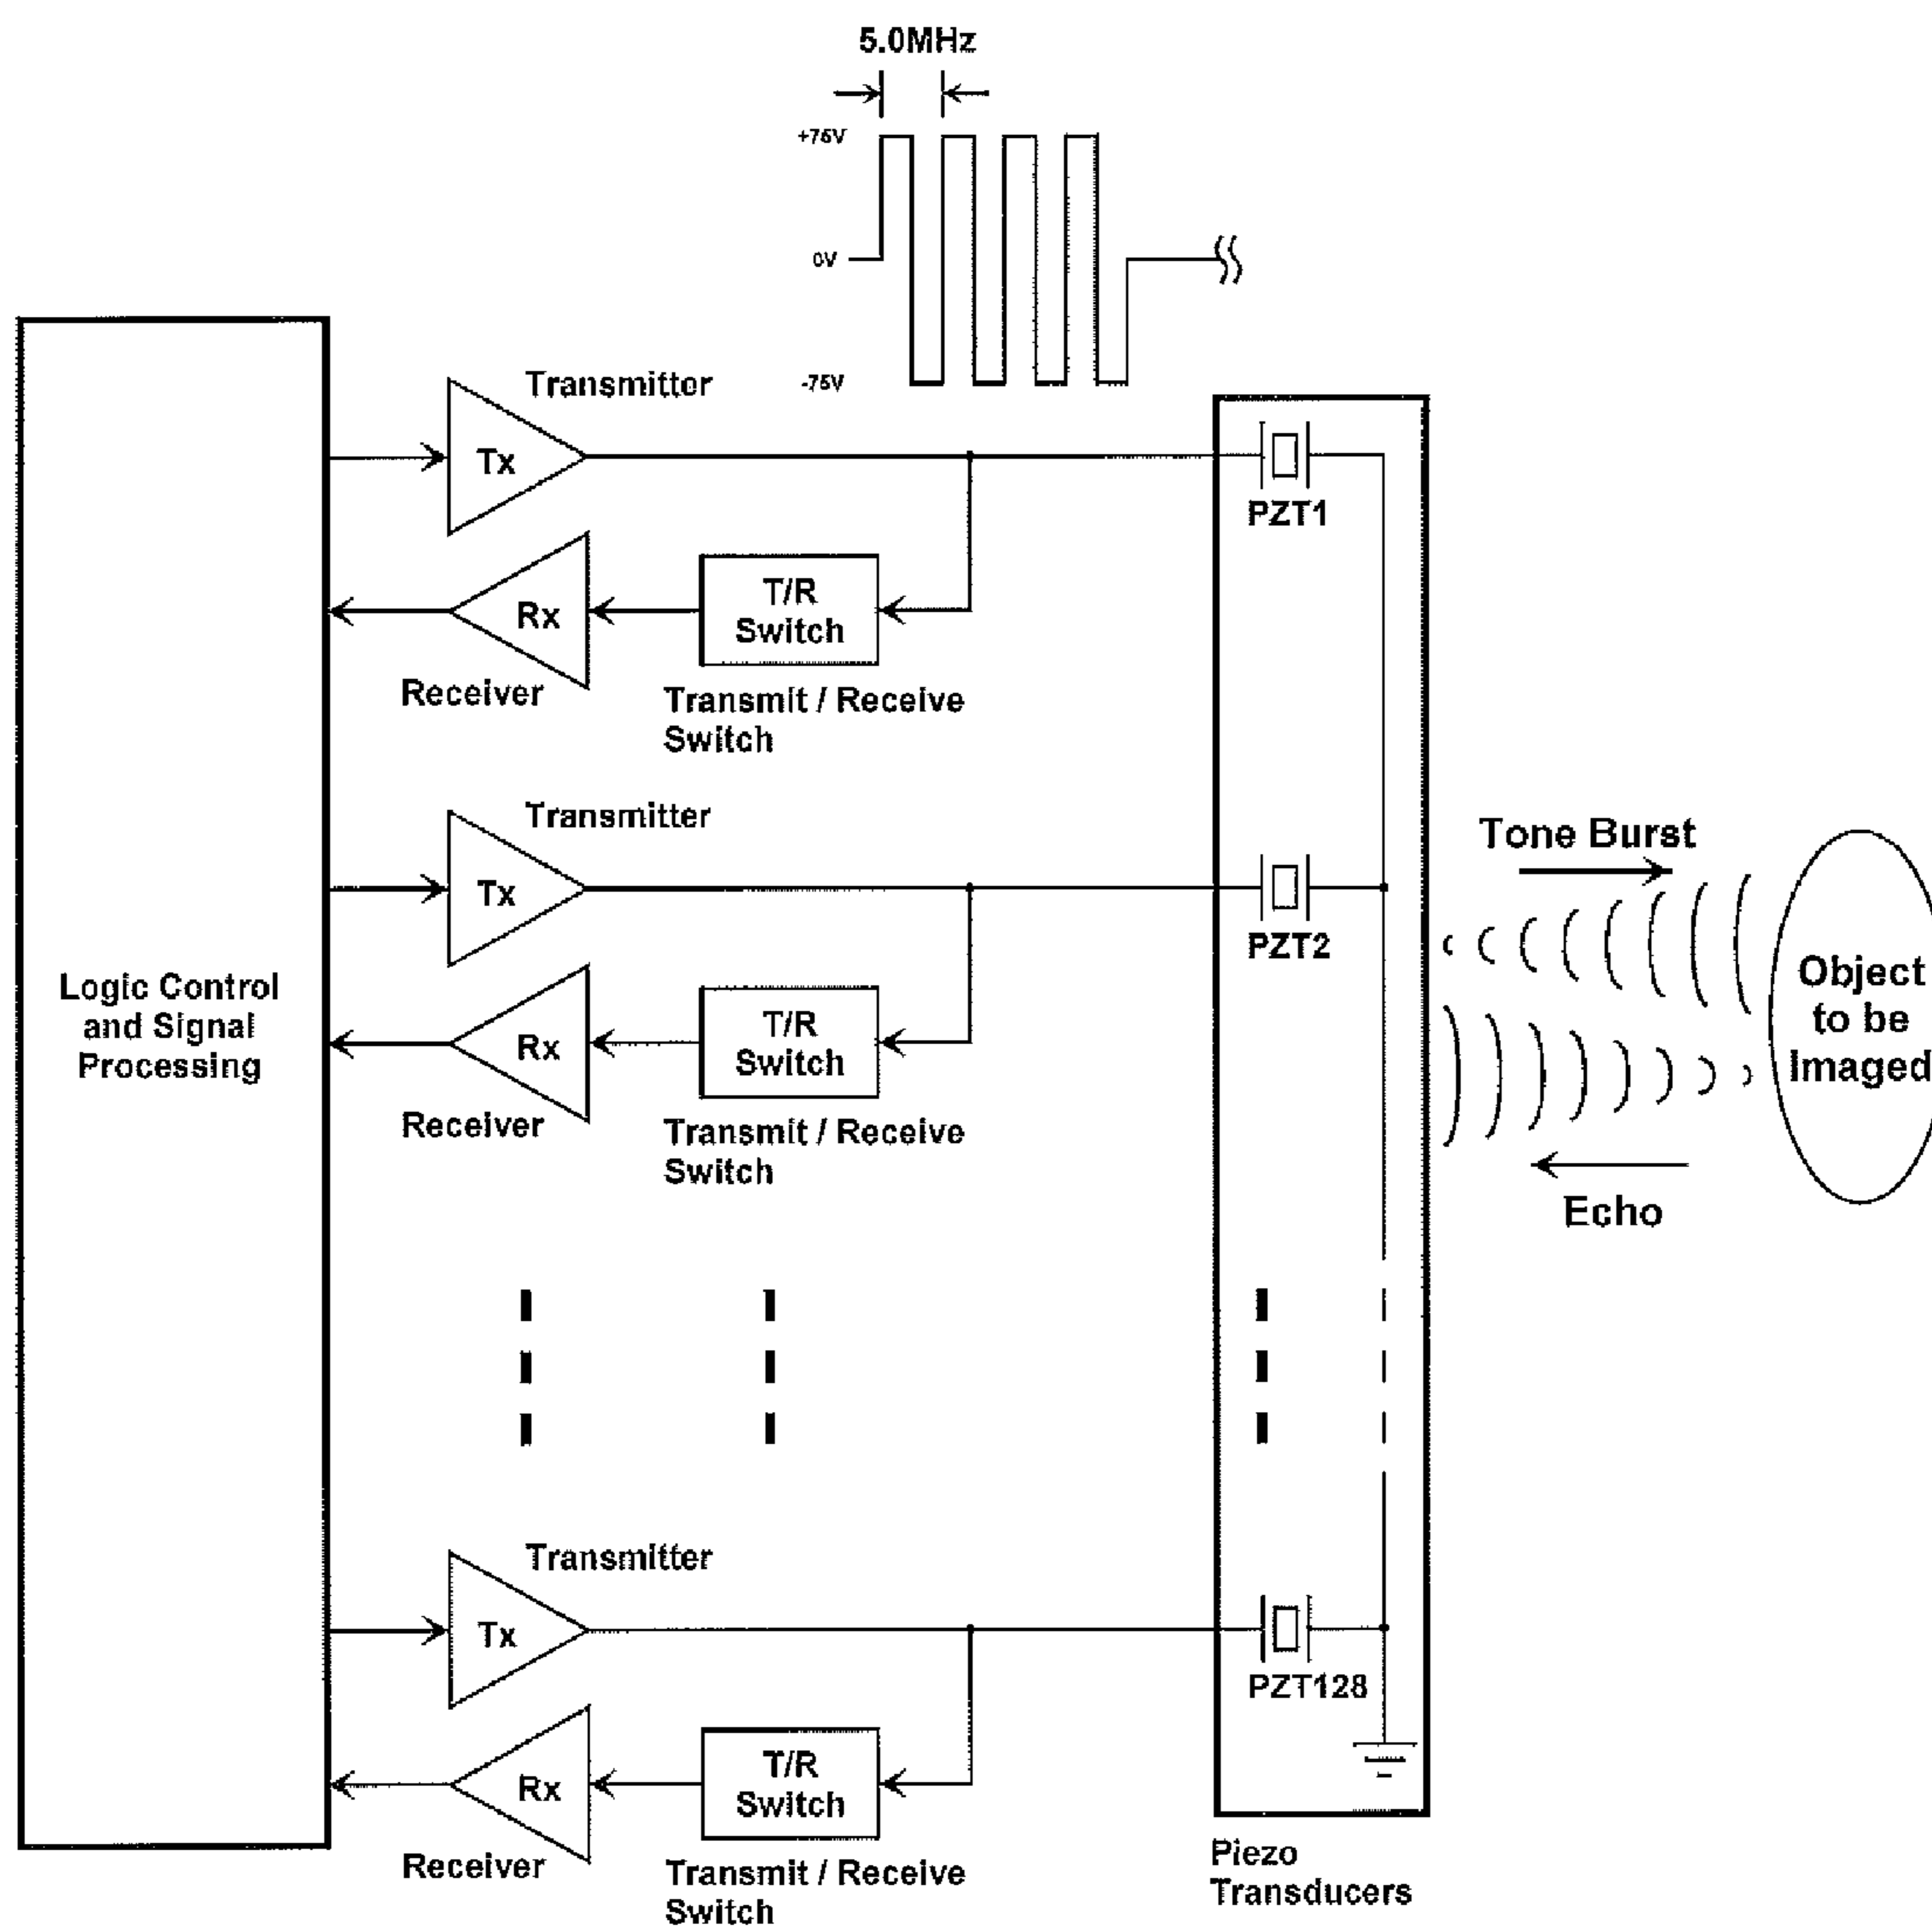 5.0MHz
+75V
0V
-75V
Transmittor
Tx
PZT1
T/R
Switch
Rx
Receiver
Transmit / Receive
Switch
Transmitter
Tx
PZT2
T/R
Switch
Rx
Receiver
Transmit / Receive
Switch
Logic Control
and Signal
Processing
Tone Burst
Object
to be
Imaged
Echo
Transmitter
Tx
PZT128
T/R
Switch
Rx
Receiver
Transmit / Receive
Switch
Piezo
Transducers